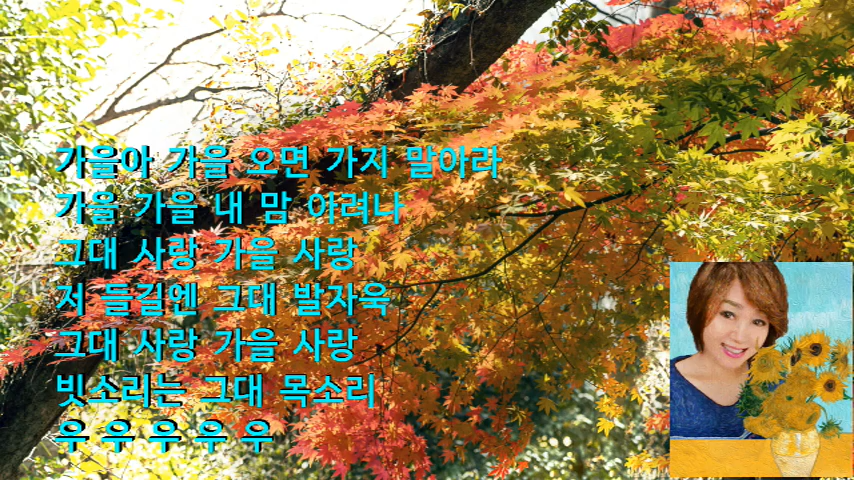 가을아 가을 오면 가지 말아라
가을 가을 내 맘 아려나
그대 사랑 가을 사랑
저 들길엔 그대 발자욱
그대 사랑 가을 사랑
빗소리는 그대 목소리
우 우 우 우 우